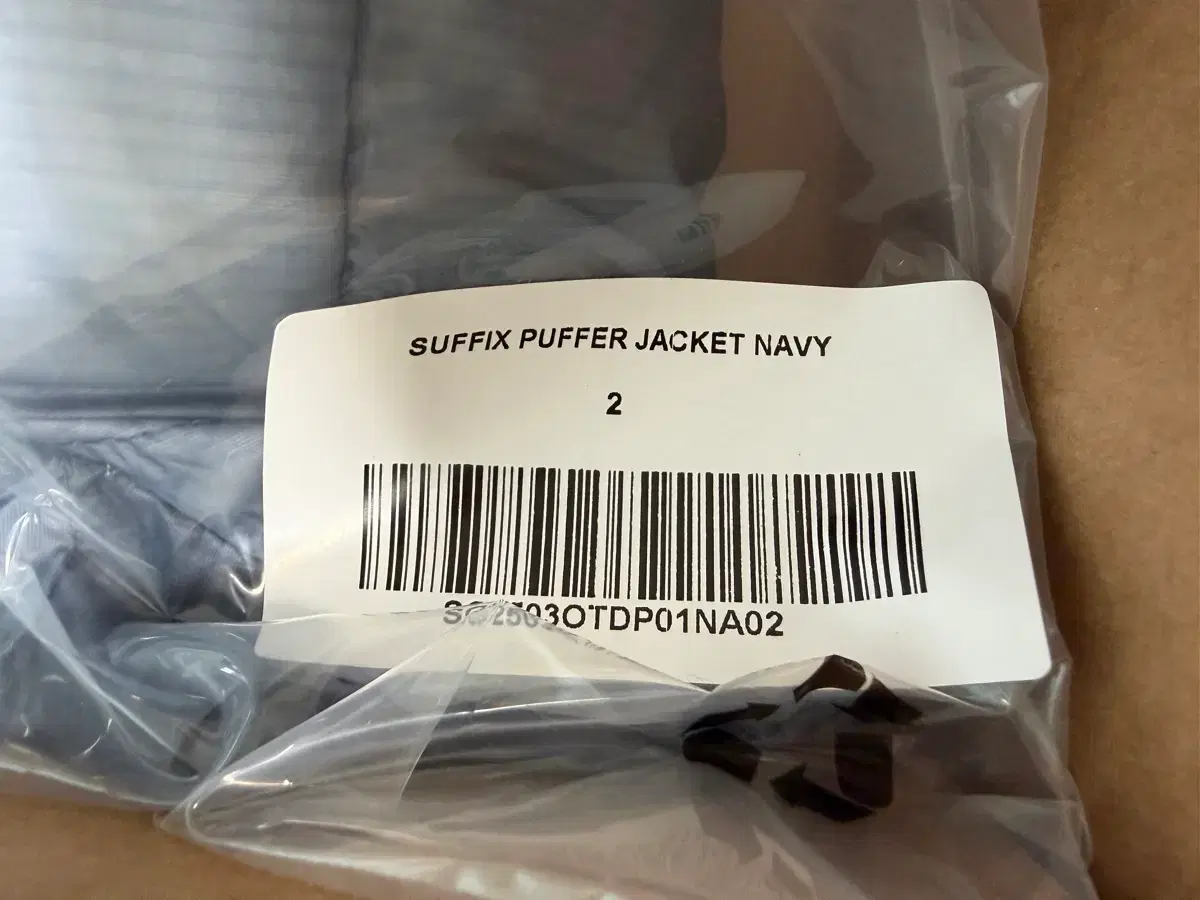 SUFFIX PUFFER JACKET NAVY
2